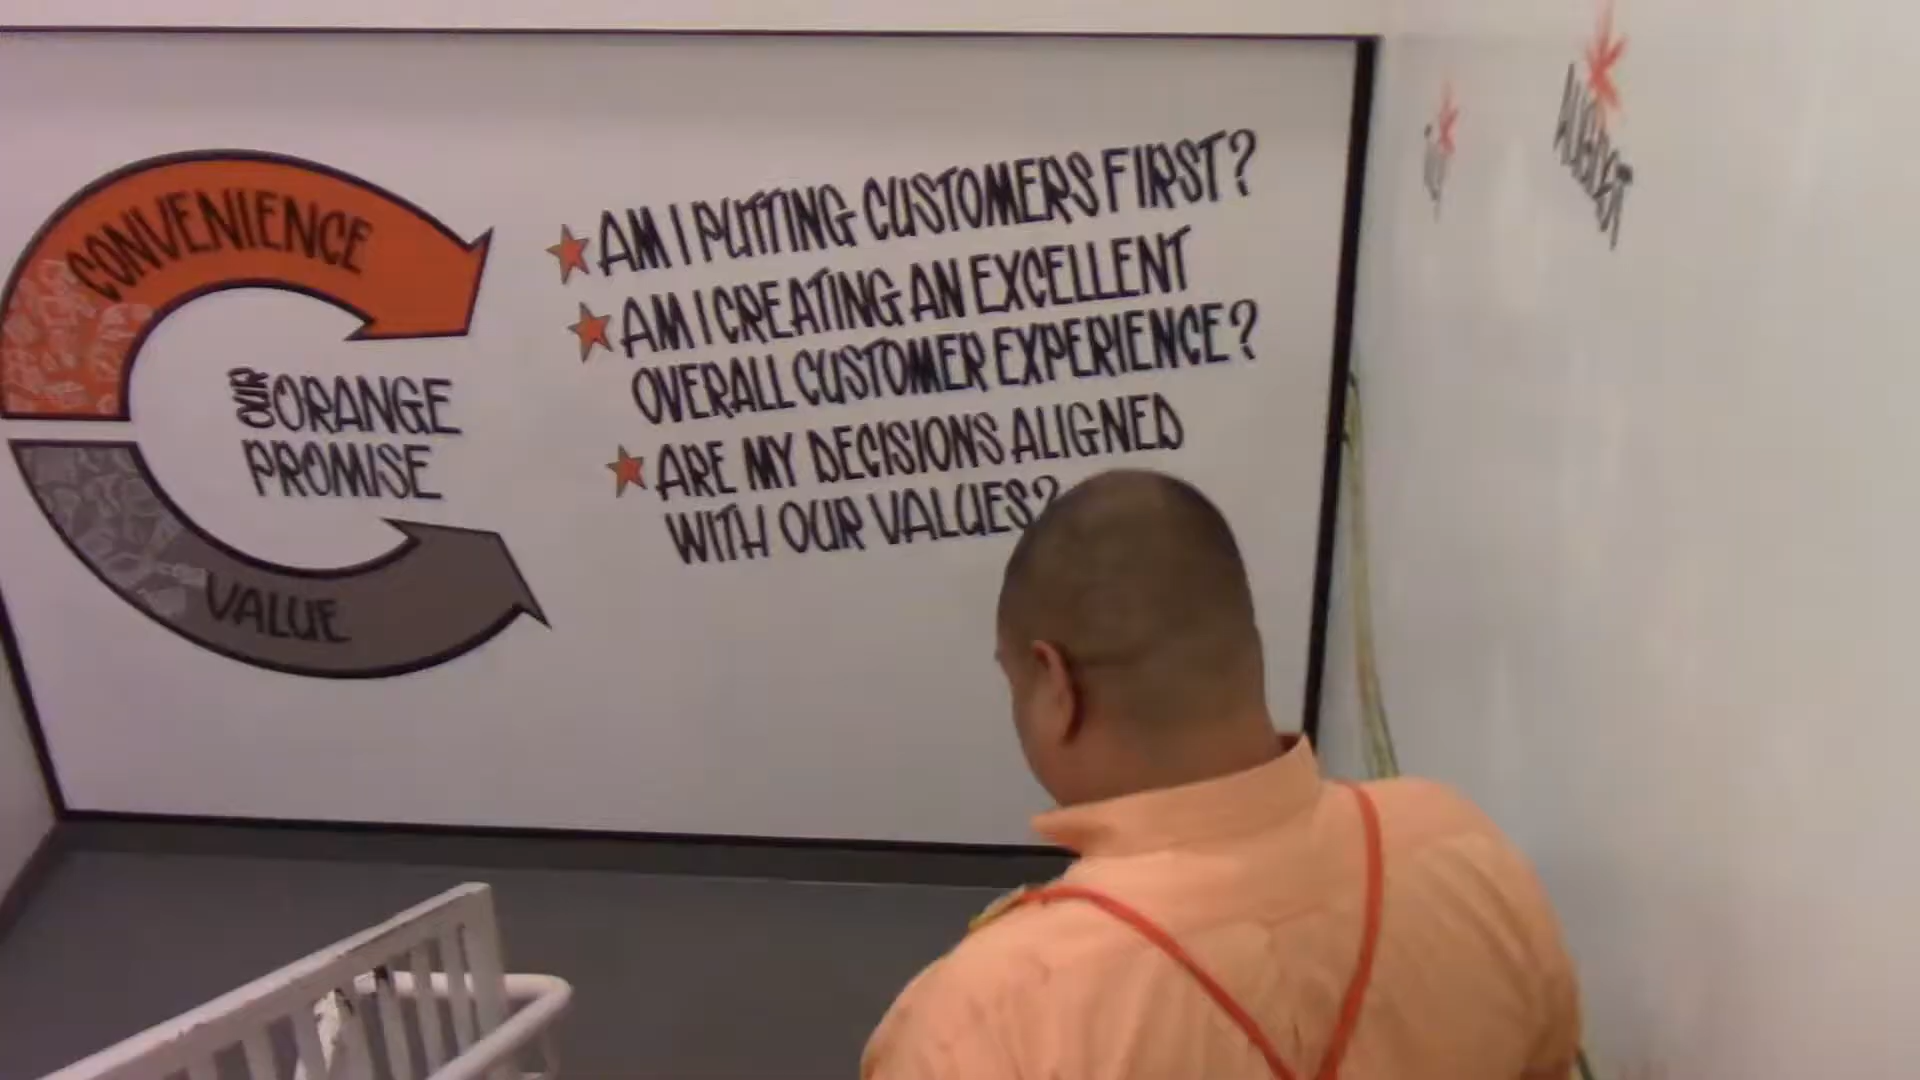 CONVENIENCE
OUR ORANGE
PROMISE
VALUE
AM I PUTTING CUSTOMERS FIRST?
AM I CREATING AN EXCELLENT
OVERALL CUSTOMER EXPERIENCE?
ARE MY DECISIONS ALIGNED
WITH OUR VALUES?